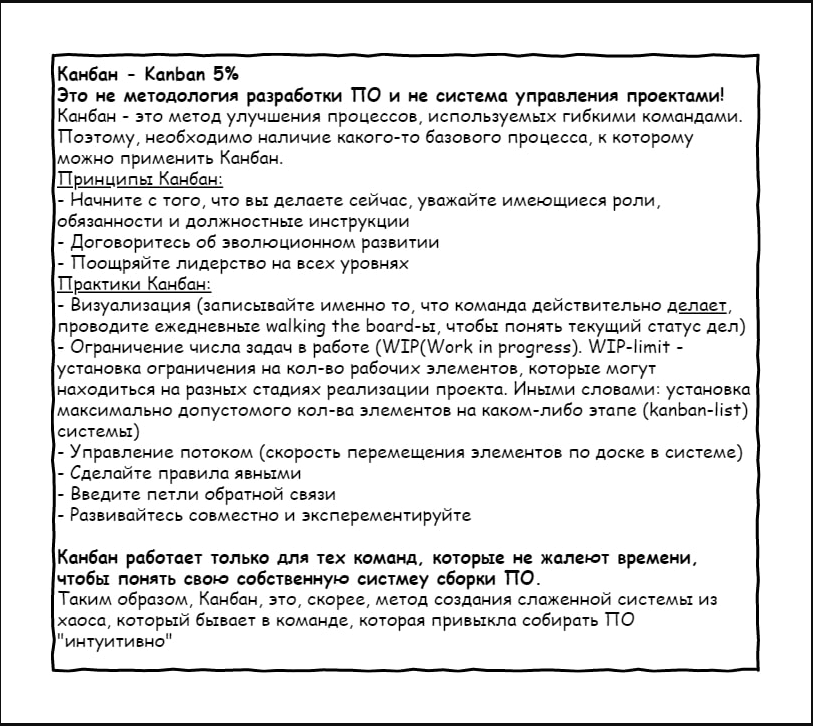 Канбан - Kanban 5%
Это не методология разработки ПО и не система управления проектами!
Канбан - это метод улучшения процессов, используемых гибкими командами.
Поэтому, необходимо наличие какого-то базового процесса, к которому
можно применить Канбан.
Принципы Канбан:
- Начните с того, что вы делаете сейчас, уважайте имеющиеся роли,
обязанности и должностные инструкции
- Договоритесь об эволюционном развитии
- Поощряйте лидерство на всех уровнях
Практики Канбан:
- Визуализация (записывайте именно то, что команда действительно делает,
проводите ежедневные walking the board-ы, чтобы понять текущий статус дел)
- Ограничение числа задач в работе (WIP(Work in progress). WIP-limit -
установка ограничения на кол-во рабочих элементов, которые могут
находиться на разных стадиях реализации проекта. Иными словами: установка
максимально допустомого кол-ва элементов на каком-либо этапе (kanban-list)
системы)
- Управление потоком (скорость перемещения элементов по доске в системе)
- Сделайте правила явными
- Введите петли обратной связи
- Развивайтесь совместно и эксперементируйте
Канбан работает только для тех команд, которые не жалеют времени,
чтобы понять свою собственную систмеу сборки ПО.
Таким образом, Канбан, это, скорее, метод создания слаженной системы из
хаоса, который бывает в команде, которая привыкла собирать ПО
"интуитивно"